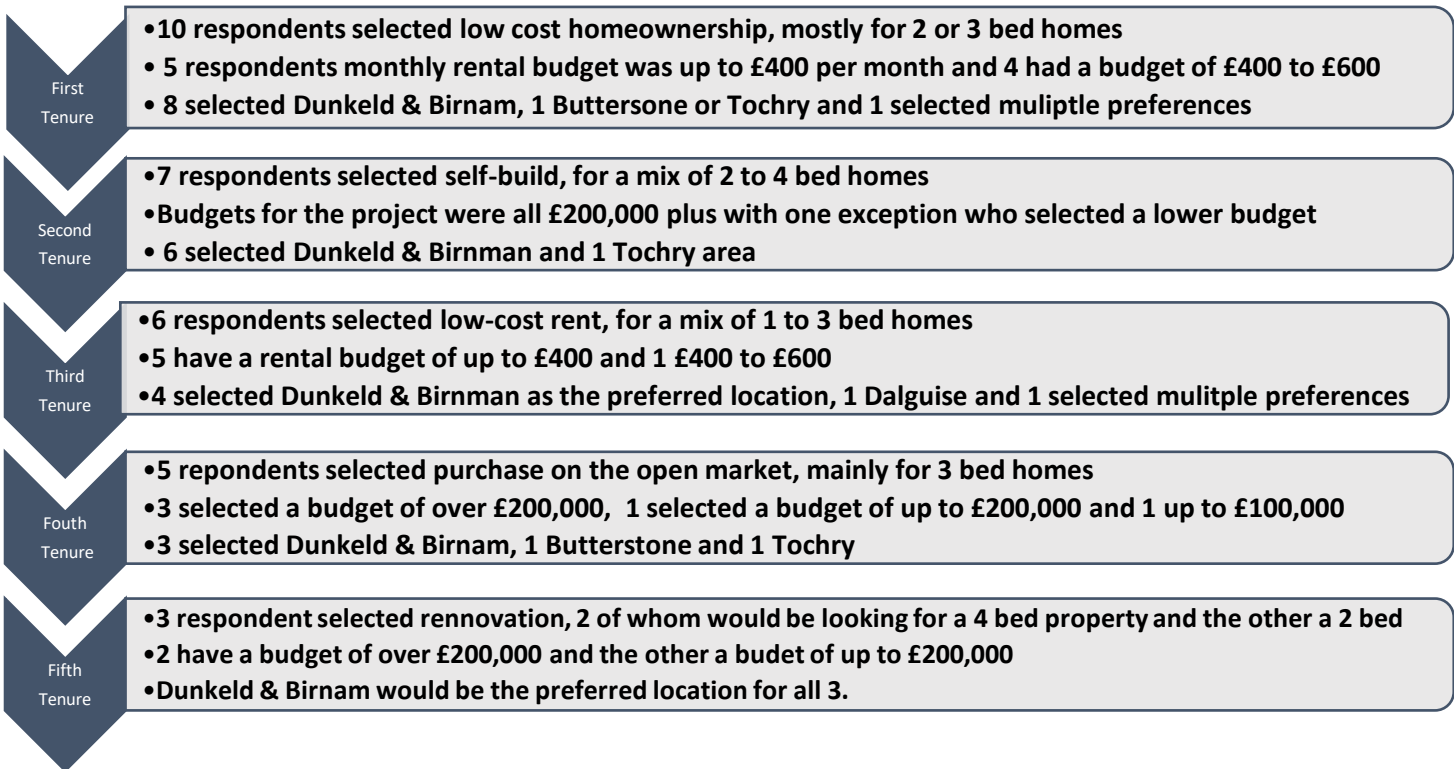 First
Tenure
•10 respondents selected low cost homeownership, mostly for 2 or 3 bed homes
• 5 respondents monthly rental budget was up to £400 per month and 4 had a budget of £400 to £600
• 8 selected Dunkeld & Birnam, 1 Buttersone or Tochry and 1 selected muliptle preferences
Second
Tenure
•7 respondents selected self-build, for a mix of 2 to 4 bed homes
•Budgets for the project were all £200,000 plus with one exception who selected a lower budget
• 6 selected Dunkeld & Birnman and 1 Tochry area
Third
Tenure
•6 respondents selected low-cost rent, for a mix of 1 to 3 bed homes
•5 have a rental budget of up to £400 and 1 £400 to £600
•4 selected Dunkeld & Birnman as the preferred location, 1 Dalguise and 1 selected mulitple preferences
Fouth
Tenure
•5 repondents selected purchase on the open market, mainly for 3 bed homes
•3 selected a budget of over £200,000, 1 selected a budget of up to £200,000 and 1 up to £100,000
•3 selected Dunkeld & Birnam, 1 Butterstone and 1 Tochry
Fifth
Tenure
•3 respondent selected rennovation, 2 of whom would be looking for a 4 bed property and the other a 2 bed
•2 have a budget of over £200,000 and the other a budet of up to £200,000
•Dunkeld & Birnam would be the preferred location for all 3.